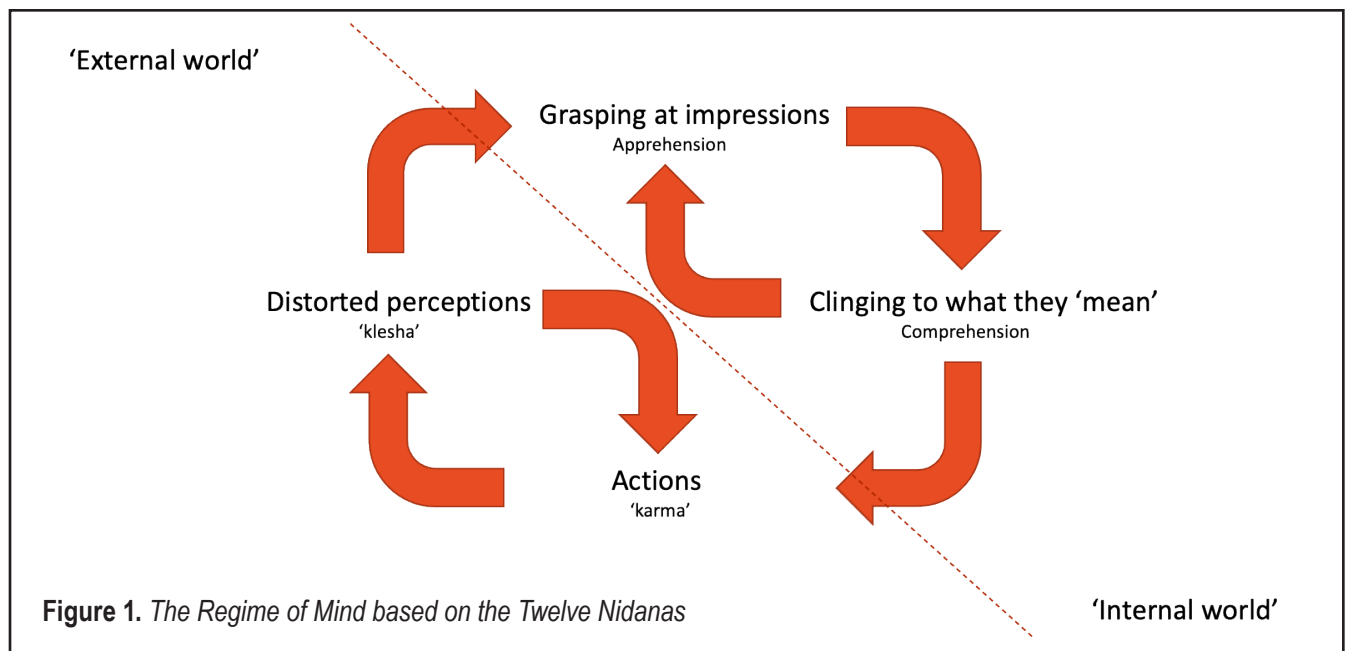 ‘External world’
Grasping at impressions
Apprehension
Distorted perceptions
‘klesha’
Clinging to what they ‘mean’
Comprehension
Actions
‘karma’
Figure 1. The Regime of Mind based on the Twelve Nidanas
‘Internal world’